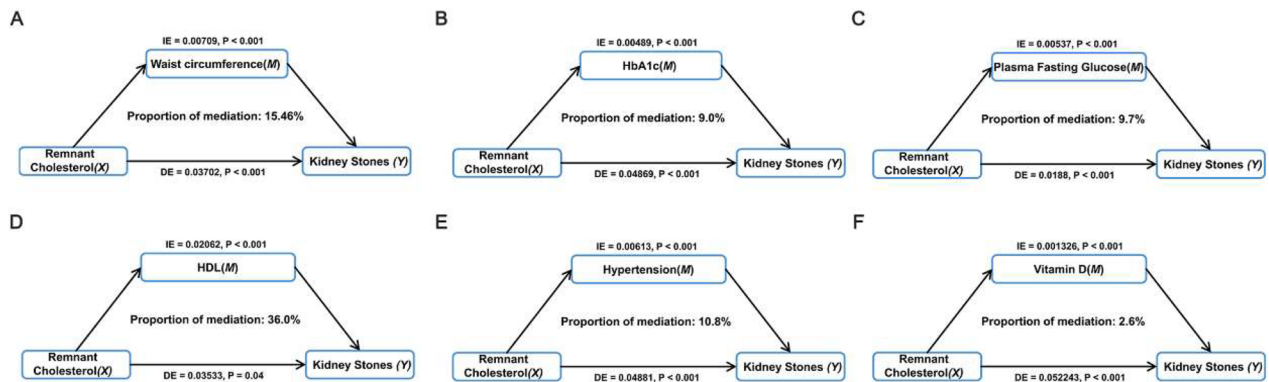 A
IE = 0.00709, P < 0.001
Waist circumference(M)
Proportion of mediation: 15.46%
Remnant
Cholesterol(X)
Kidney Stones (Y)
DE = 0.03702, P < 0.001
B
IE = 0.00489, P < 0.001
HbA1c(M)
Proportion of mediation: 9.0%
Remnant
Cholesterol(X)
Kidney Stones (Y)
DE = 0.04869, P < 0.001
C
IE = 0.00537, P < 0.001
Plasma Fasting Glucose(M)
Proportion of mediation: 9.7%
Remnant
Cholesterol(X)
Kidney Stones (Y)
DE = 0.0188, P < 0.001
D
IE = 0.02062, P < 0.001
HDL(M)
Proportion of mediation: 36.0%
Remnant
Cholesterol(X)
Kidney Stones (Y)
DE = 0.03533, P = 0.04
E
IE = 0.00613, P < 0.001
Hypertension(M)
Proportion of mediation: 10.8%
Remnant
Cholesterol(X)
Kidney Stones (Y)
DE = 0.04881, P < 0.001
F
IE = 0.001326, P < 0.001
Vitamin D(M)
Proportion of mediation: 2.6%
Remnant
Cholesterol(X)
Kidney Stones (Y)
DE = 0.052243, P < 0.001